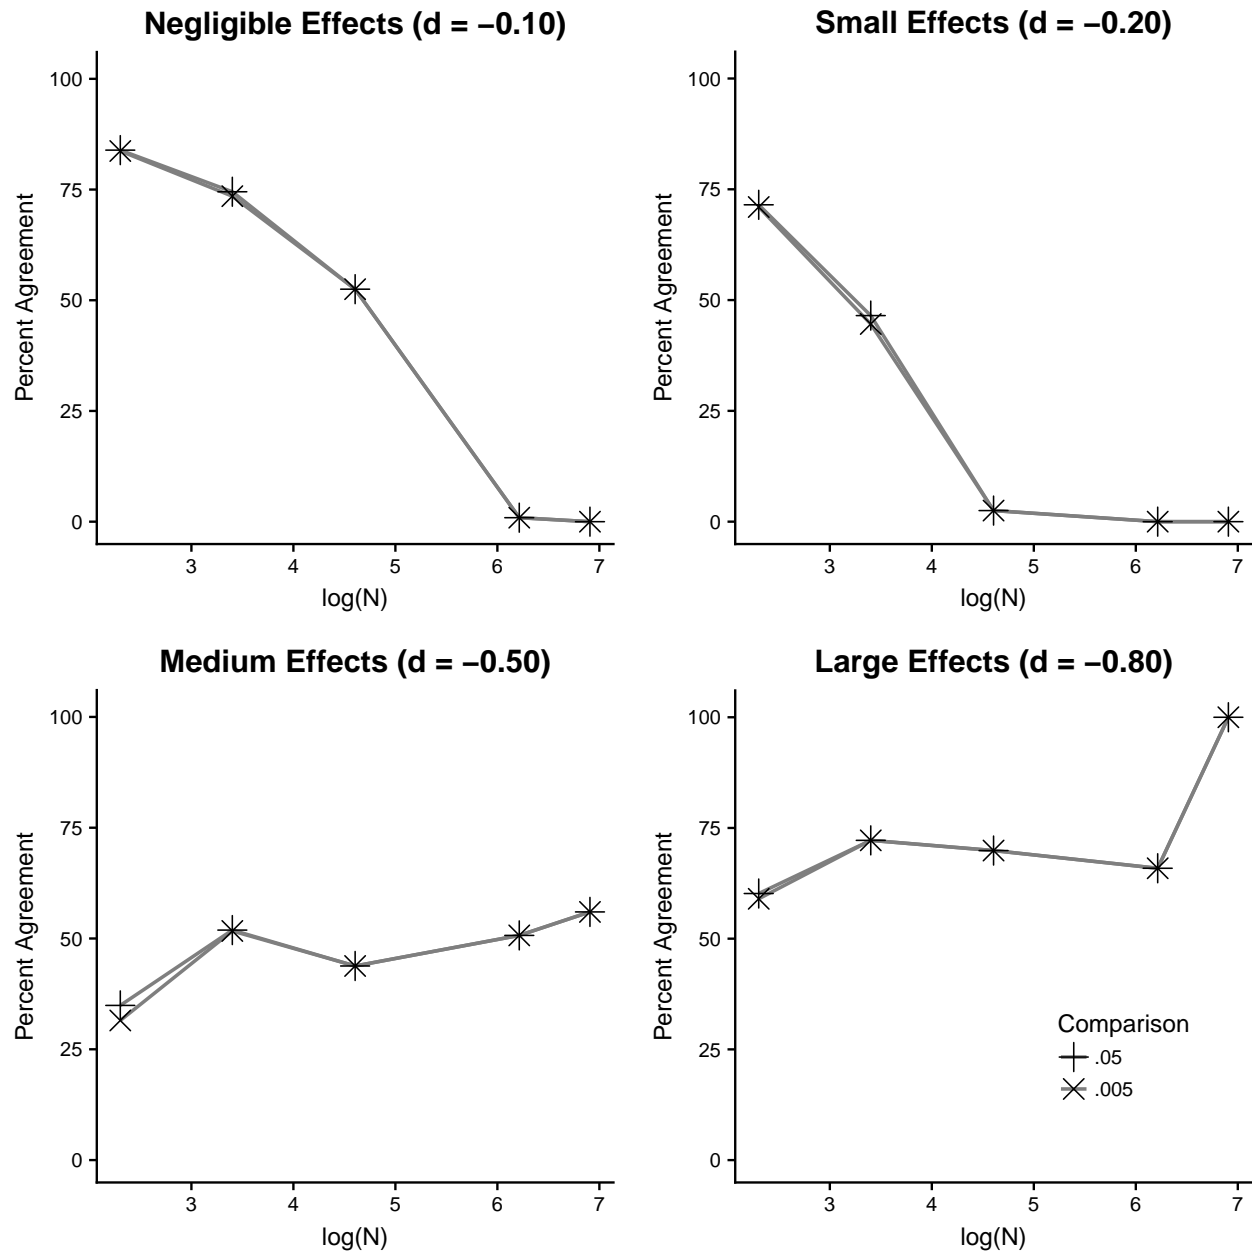 Negligible Effects (d = −0.10)
Percent Agreement
100
75
50
25
0
3 4 5 6 7
log(N)
Small Effects (d = −0.20)
Percent Agreement
100
75
50
25
0
3 4 5 6 7
log(N)
Medium Effects (d = −0.50)
Percent Agreement
100
75
50
25
0
3 4 5 6 7
log(N)
Large Effects (d = −0.80)
Percent Agreement
100
75
50
25
0
Comparison
.05
.005
3 4 5 6 7
log(N)